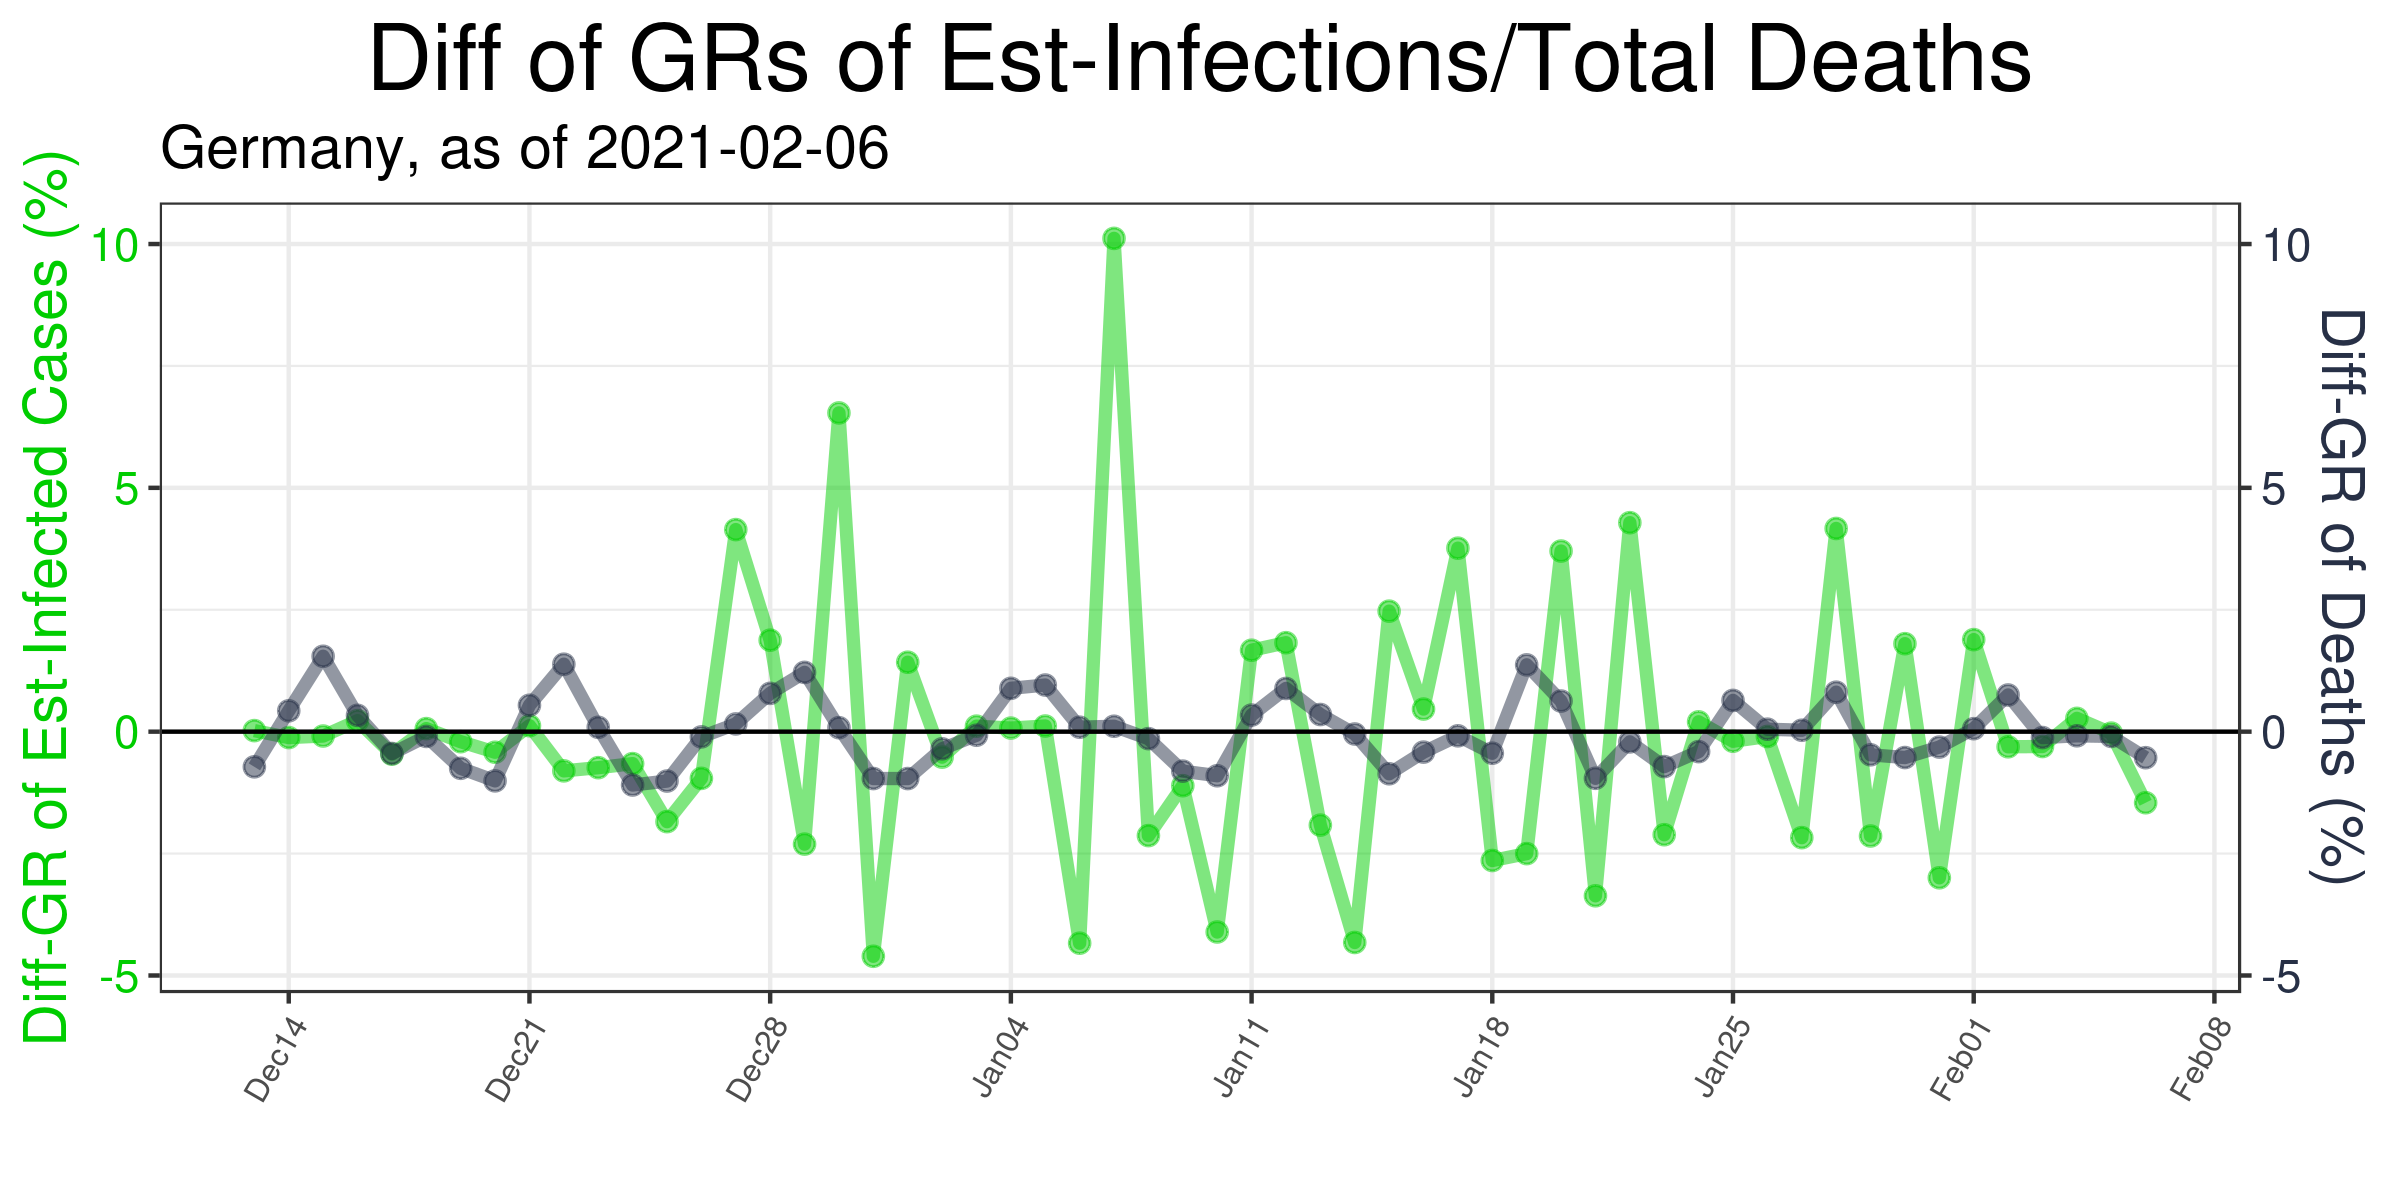 Diff of GRs of Est-Infections/Total Deaths
Germany, as of 2021-02-06
Diff-GR of Est-Infected Cases (%)
10
5
0
-5
10
5
0
-5
Diff-GR of Deaths (%)
Dec14
Dec21
Dec28
Jan04
Jan11
Jan18
Jan25
Feb01
Feb08